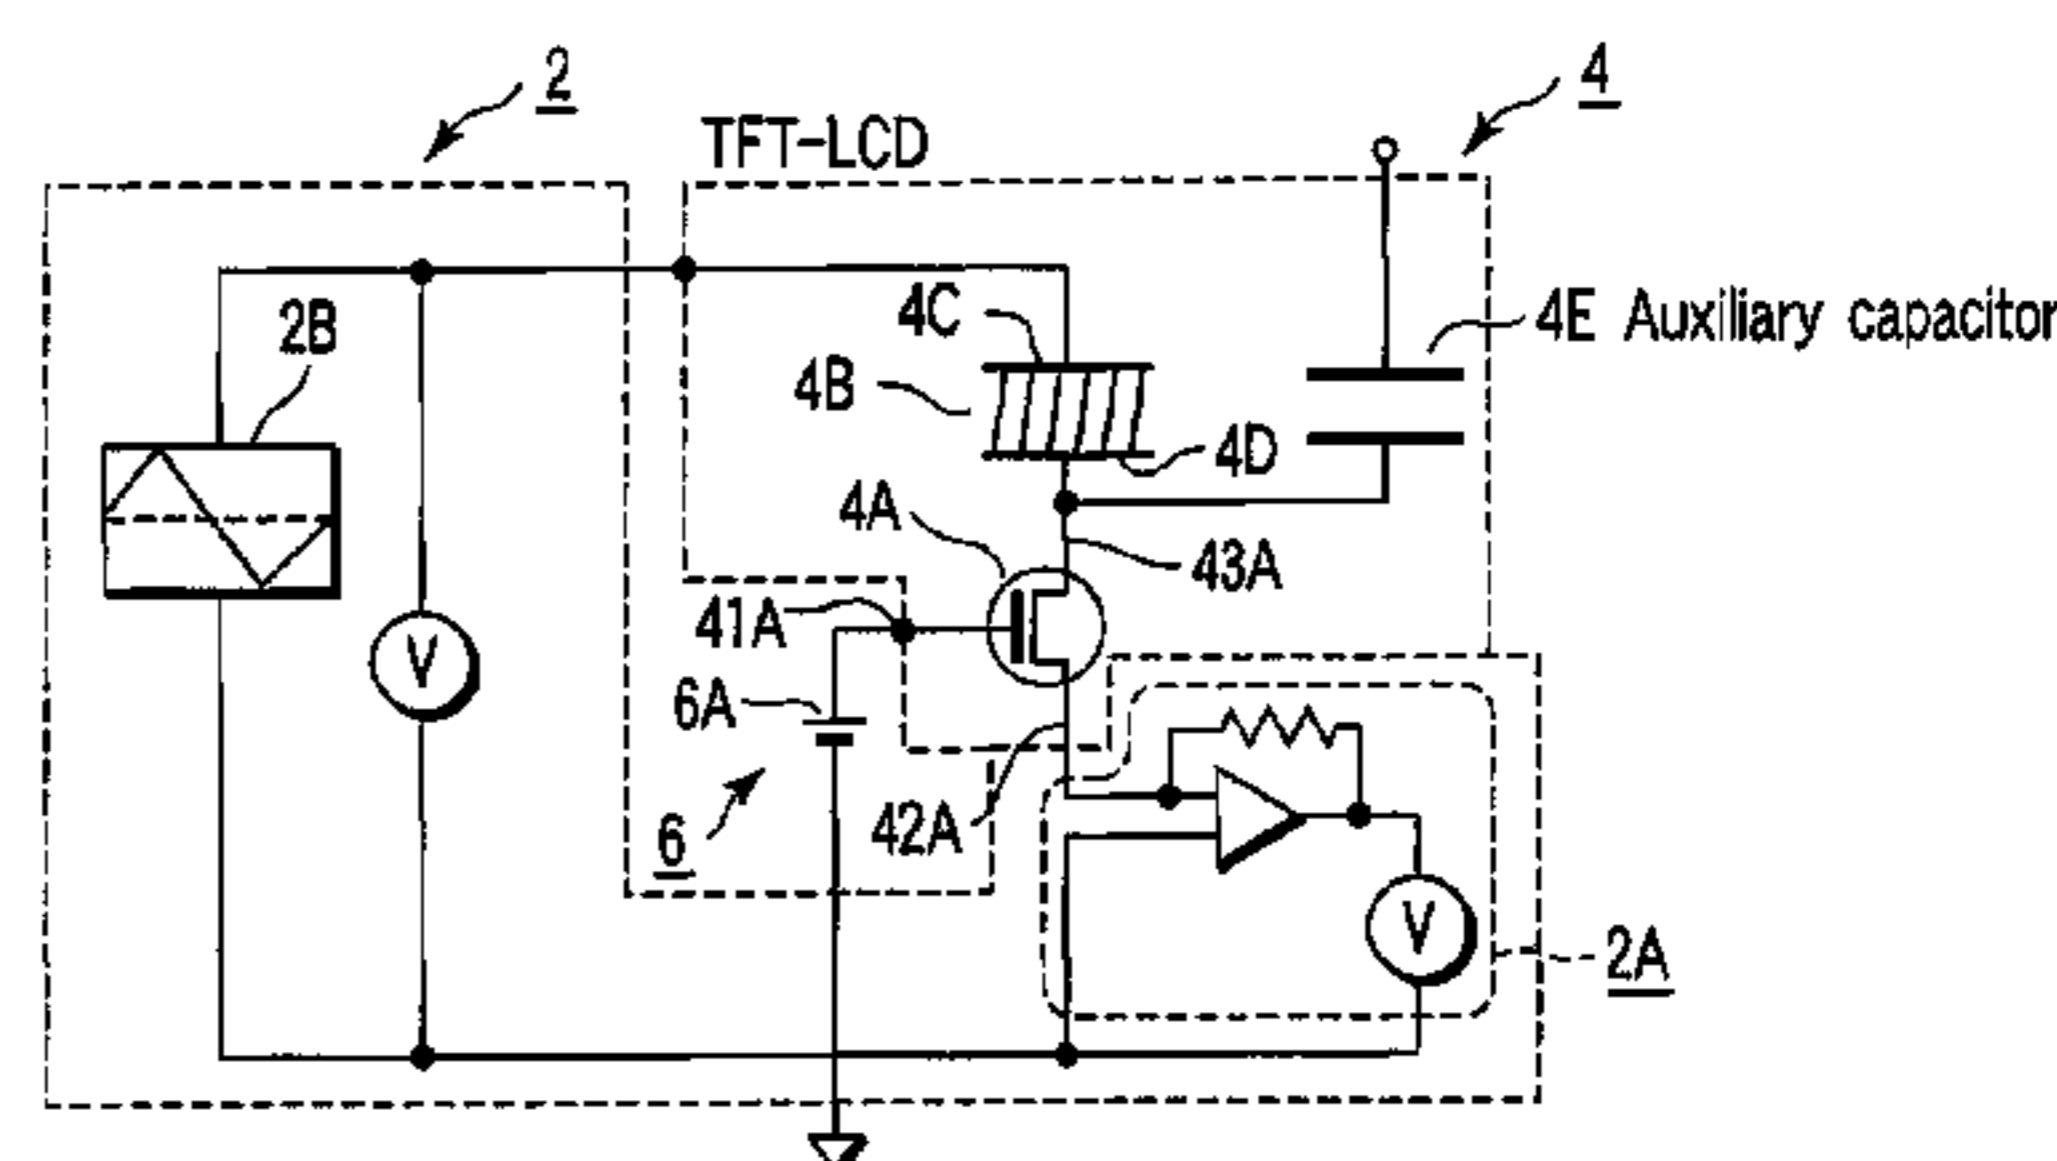 2
4
TFT-LCD
2B
4C
4E Auxiliary capacitor
4B
4D
4A
43A
41A
V
6A
42A
6
V
2A